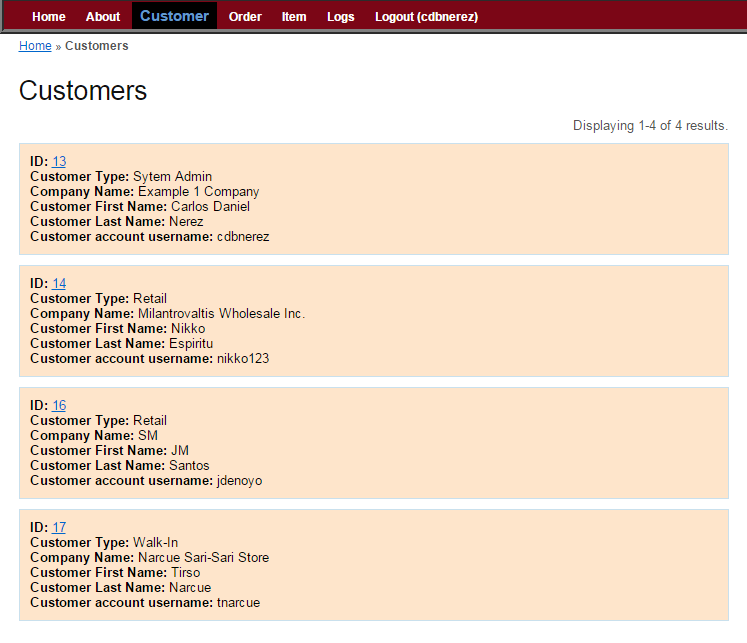 Home About Customer Order Item Logs Logout (cdbnerez)
Home » Customers
Customers
Displaying 1-4 of 4 results.
ID: 13
Customer Type: Sytem Admin
Company Name: Example 1 Company
Customer First Name: Carlos Daniel
Customer Last Name: Nerez
Customer account username: cdbnerez
ID: 14
Customer Type: Retail
Company Name: Milantrovaltis Wholesale Inc.
Customer First Name: Nikko
Customer Last Name: Espiritu
Customer account username: nikko123
ID: 16
Customer Type: Retail
Company Name: SM
Customer First Name: JM
Customer Last Name: Santos
Customer account username: jdenoyo
ID: 17
Customer Type: Walk-In
Company Name: Narcue Sari-Sari Store
Customer First Name: Tirso
Customer Last Name: Narcue
Customer account username: tnarcue